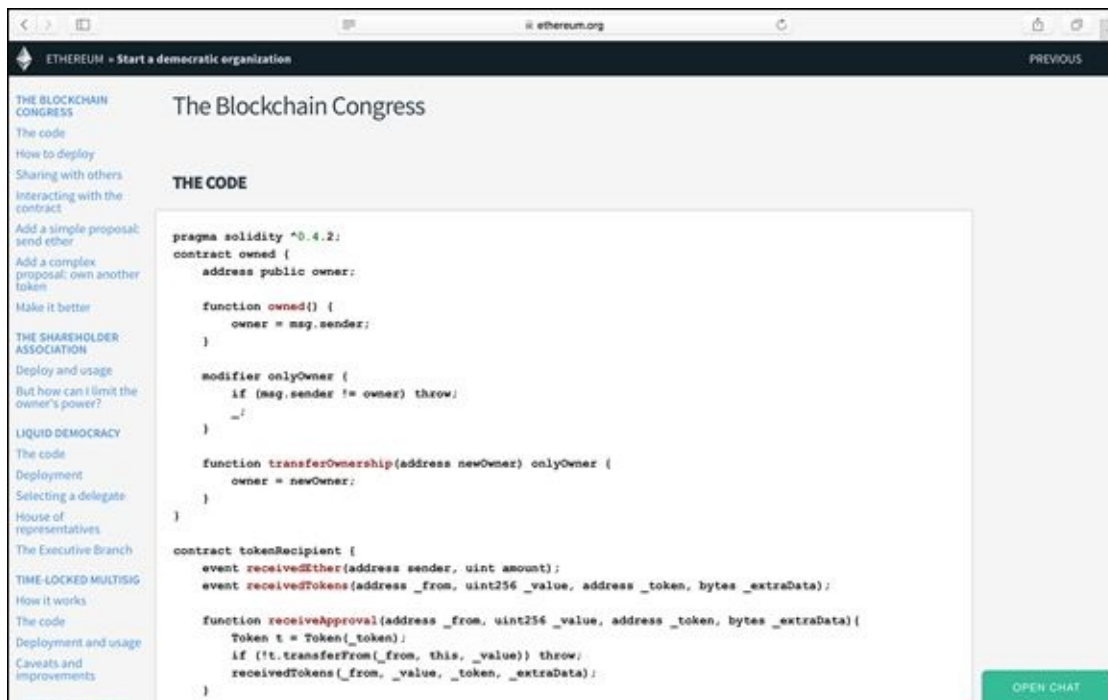 ethereum.org
ETHEREUM » Start a democratic organization
PREVIOUS
THE BLOCKCHAIN
CONGRESS
The code
How to deploy
Sharing with others
Interacting with the
contract
Add a simple proposal:
send ether
Add a complex
proposal: own another
token
Make it better
THE SHAREHOLDER
ASSOCIATION
Deploy and usage
But how can I limit the
owner's power?
LIQUID DEMOCRACY
The code
Deployment
Selecting a delegate
House of
representatives
The Executive Branch
TIME-LOCKED MULTISIG
How it works
The code
Deployment and usage
Caveats and
improvements
The Blockchain Congress
THE CODE
pragma solidity ^0.4.2;
contract owned {
    address public owner;
    function owned() {
        owner = msg.sender;
    }
    modifier onlyOwner {
        if (msg.sender != owner) throw;
        _;
    }
    function transferOwnership(address newOwner) onlyOwner {
        owner = newOwner;
    }
}
contract tokenRecipient {
    event receivedEther(address sender, uint amount);
    event receivedTokens(address _from, uint256 _value, address _token, bytes _extraData);
    function receiveApproval(address _from, uint256 _value, address _token, bytes _extraData){
        Token t = Token(_token);
        if (!t.transferFrom(_from, this, _value)) throw;
        receivedTokens(_from, _value, _token, _extraData);
    }
OPEN CHAT